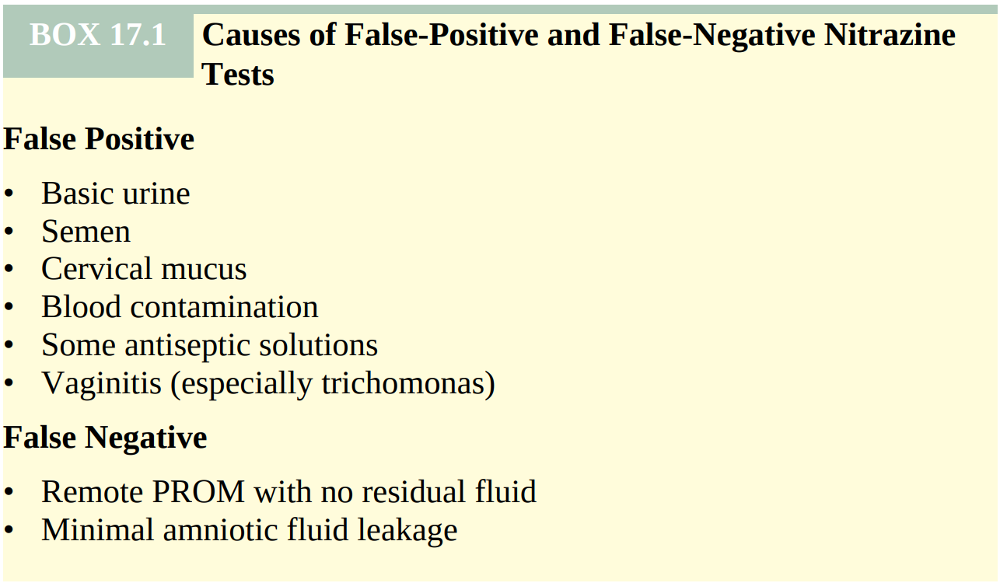 BOX 17.1
Causes of False-Positive and False-Negative Nitrazine
Tests
False Positive
• Basic urine
• Semen
• Cervical mucus
• Blood contamination
• Some antiseptic solutions
• Vaginitis (especially trichomonas)
False Negative
• Remote PROM with no residual fluid
• Minimal amniotic fluid leakage